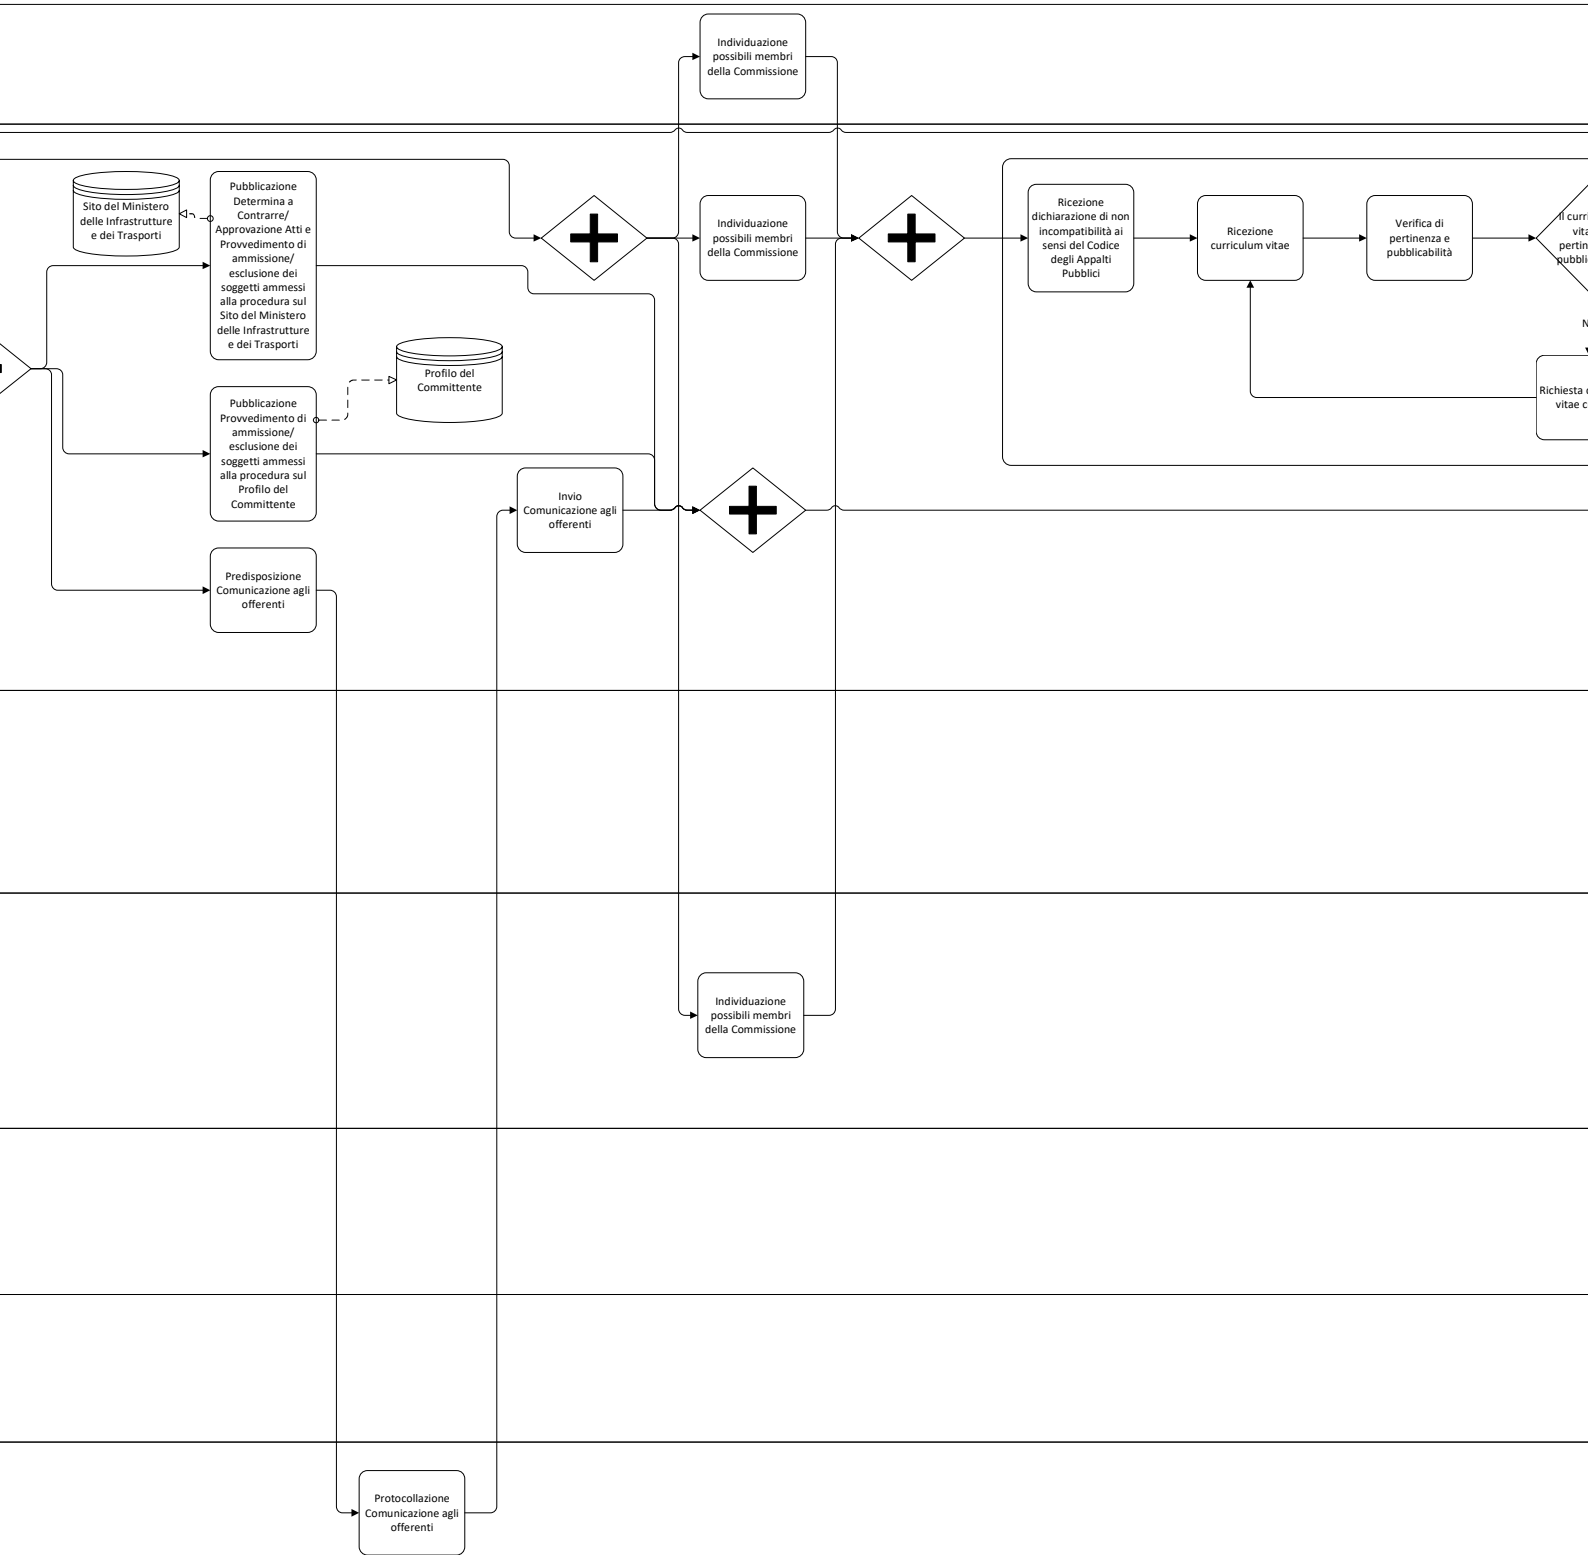 Individuazione
possibili membri
della Commissione
Sito del Ministero
delle Infrastrutture
e dei Trasporti
Pubblicazione
Determina a
Contrarre/
Approvazione Atti e
Provvedimento di
ammissione/
esclusione dei
soggetti ammessi
alla procedura sul
Sito del Ministero
delle Infrastrutture
e dei Trasporti
Individuazione
possibili membri
della Commissione
Ricezione
dichiarazione di non
incompatibilità ai
sensi del Codice
degli Appalti
Pubblici
Ricezione
curriculum vitae
Verifica di
pertinenza e
pubblicabilità
Il
Profilo del
Committente
Richiesta
vitae
Pubblicazione
Provvedimento di
ammissione/
esclusione dei
soggetti ammessi
alla procedura sul
Profilo del
Committente
Invio
Comunicazione agli
offerenti
Predisposizione
Comunicazione agli
offerenti
Individuazione
possibili membri
della Commissione
Protocollazione
Comunicazione agli
offerenti